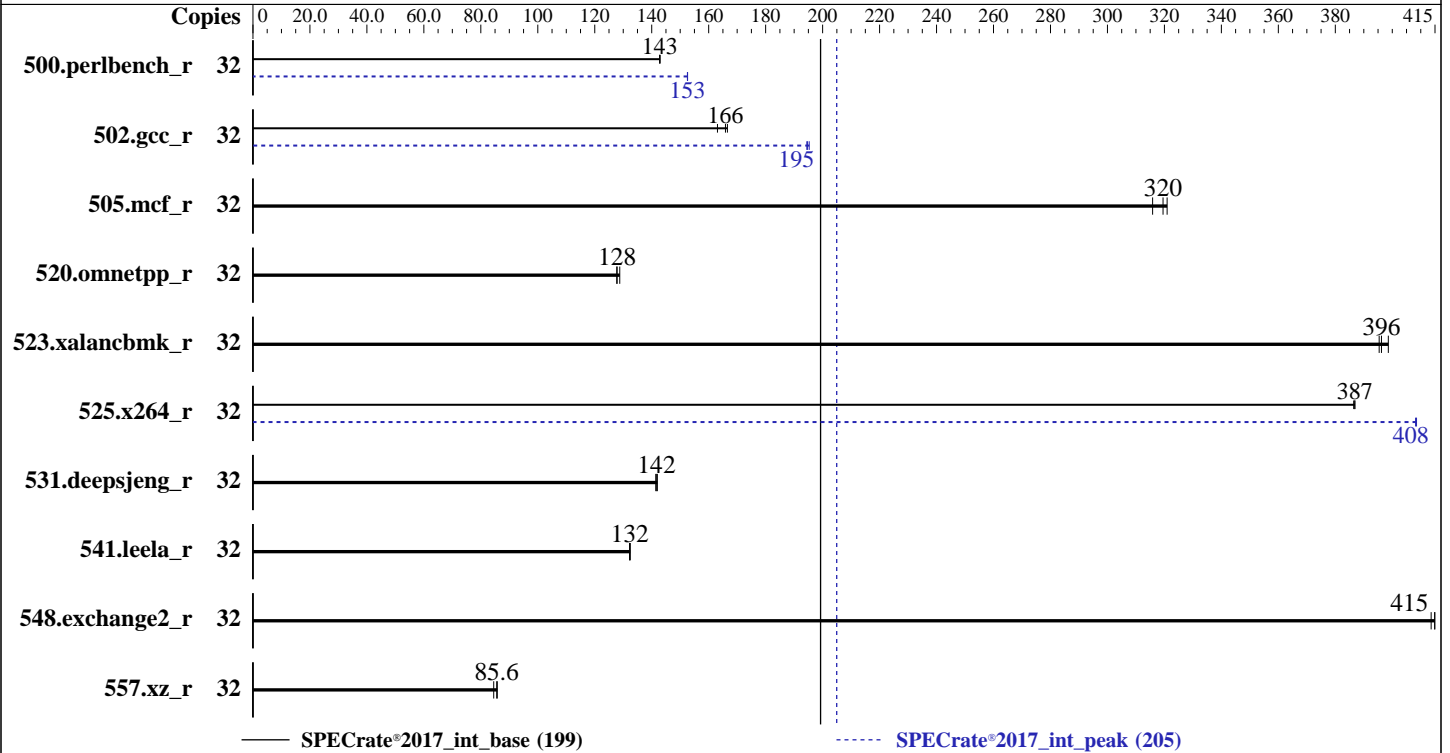 Copies 0 20.0 40.0 60.0 80.0 100 120 140 160 180 200 220 240 260 280 300 320 340 360 380 415
143
500.perlbench_r 32
153
166
502.gcc_r 32
195
320
505.mcf_r 32
128
520.omnetpp_r 32
396
523.xalancbmk_r 32
387
525.x264_r 32
408
142
531.deepsjeng_r 32
132
541.leela_r 32
415
548.exchange2_r 32
85.6
557.xz_r 32
SPECrate®2017_int_base (199) SPECrate®2017_int_peak (205)